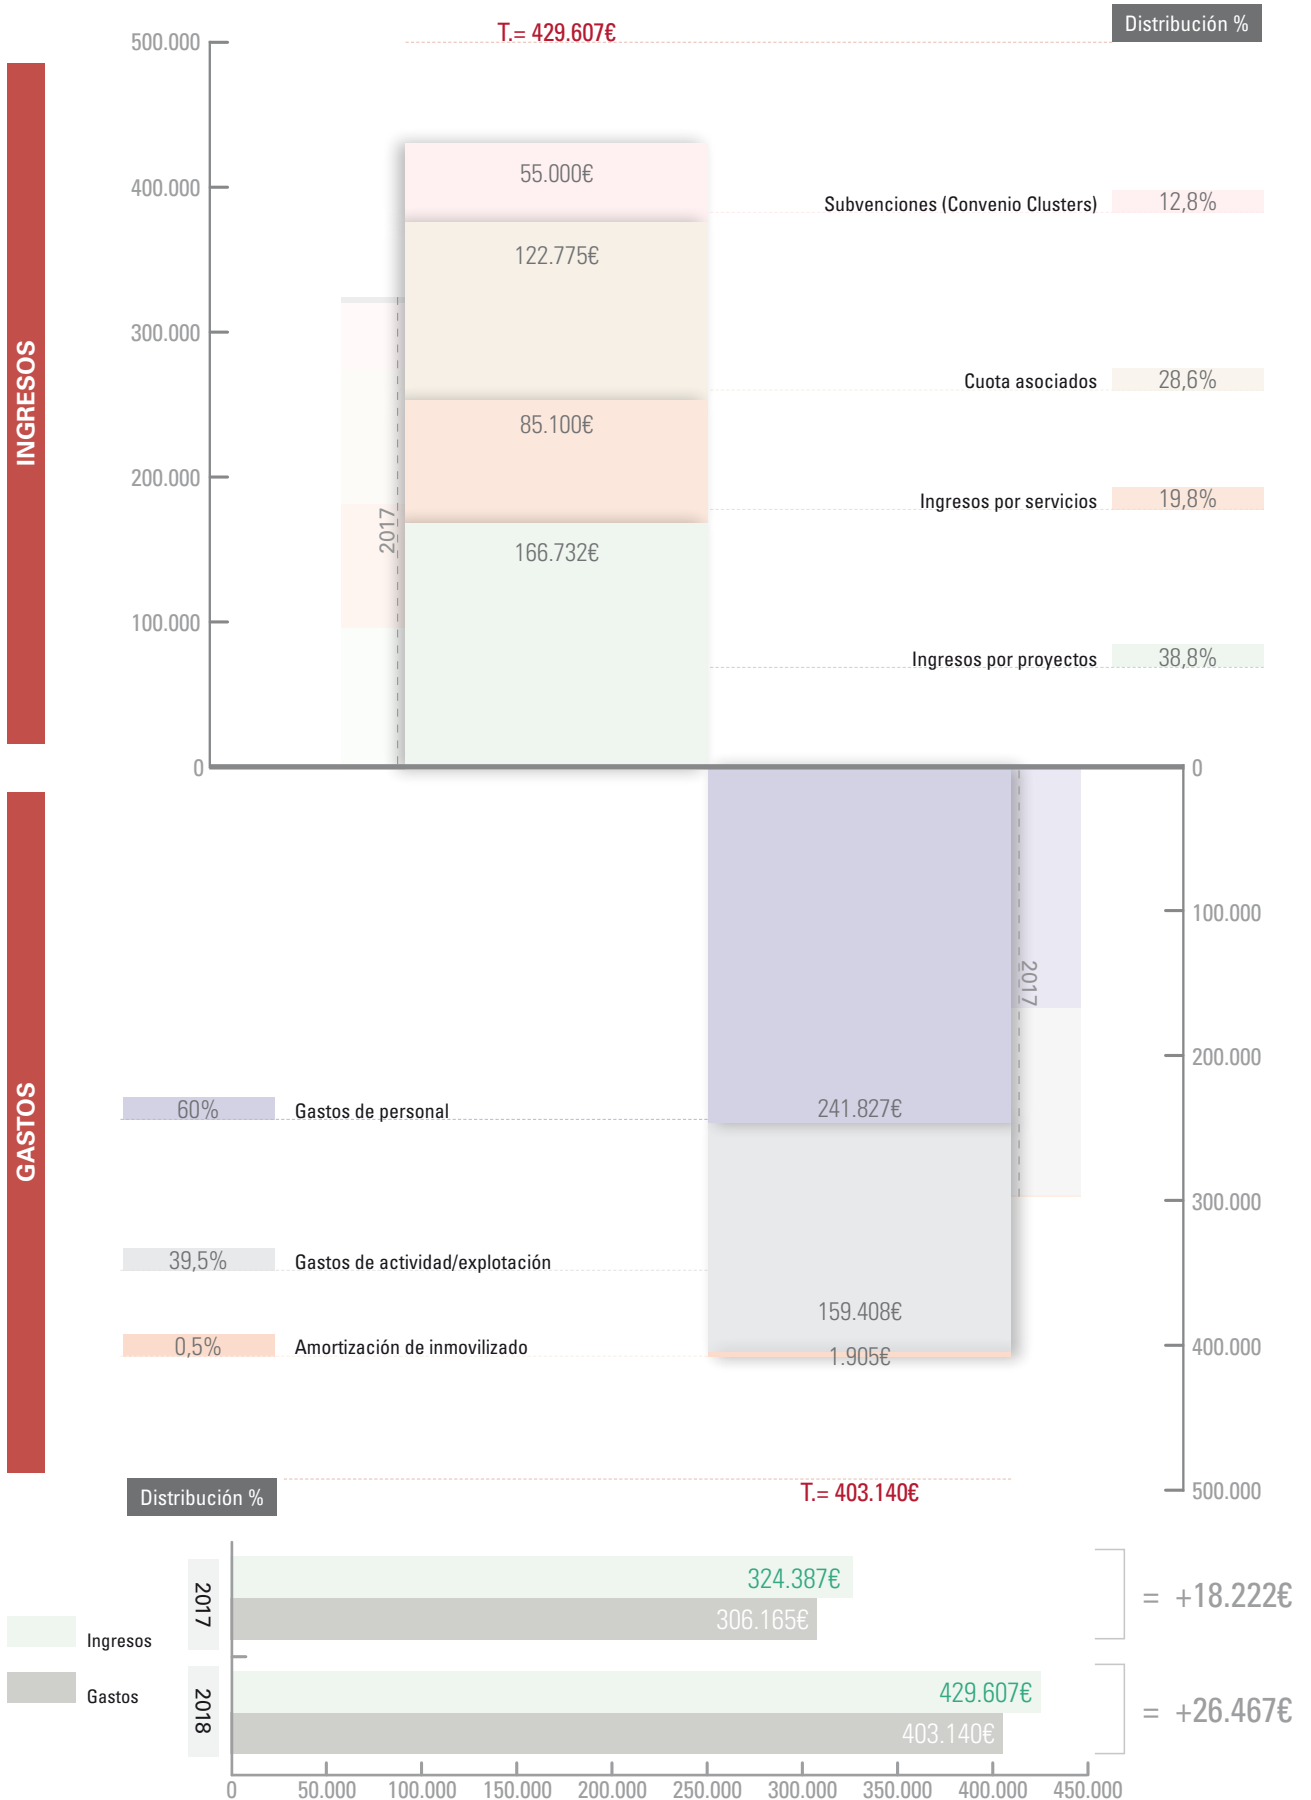 T.= 429.607€
Distribución %
500.000
400.000
300.000
200.000
100.000
0
INGRESOS
2017
55.000€
122.775€
85.100€
166.732€
Subvenciones (Convenio Clusters)
12,8%
Cuota asociados
28,6%
Ingresos por servicios
19,8%
Ingresos por proyectos
38,8%
GASTOS
0
100.000
200.000
300.000
400.000
500.000
2017
60%
Gastos de personal
241.827€
39,5%
Gastos de actividad/explotación
159.408€
0,5%
Amortización de inmovilizado
1.905€
Distribución %
T.= 403.140€
Ingresos
Gastos
2017
324.387€
306.165€
= +18.222€
2018
429.607€
403.140€
= +26.467€
0 50.000 100.000 150.000 200.000 250.000 300.000 350.000 400.000 450.000